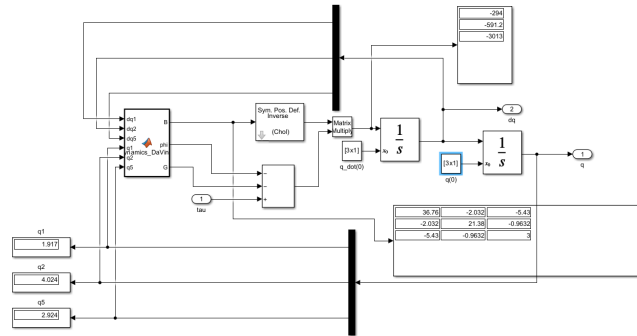 -294
-591.2
-3013
dq1
dq2
dq5
q1
q2
q5
ynamics_DaVin
B
phi
G
Sym. Pos. Def.
Inverse
(Chol)
Matrix
Multiply
[3x1]
q_dot(0)
x₀
1
s
2
dq
[3x1]
q(0)
x₀
1
s
1
q
−
−
+
1
tau
36.76 -2.032 -5.43
-2.032 21.38 -0.9632
-5.43 -0.9632 3
q1
1.917
q2
4.024
q5
2.924